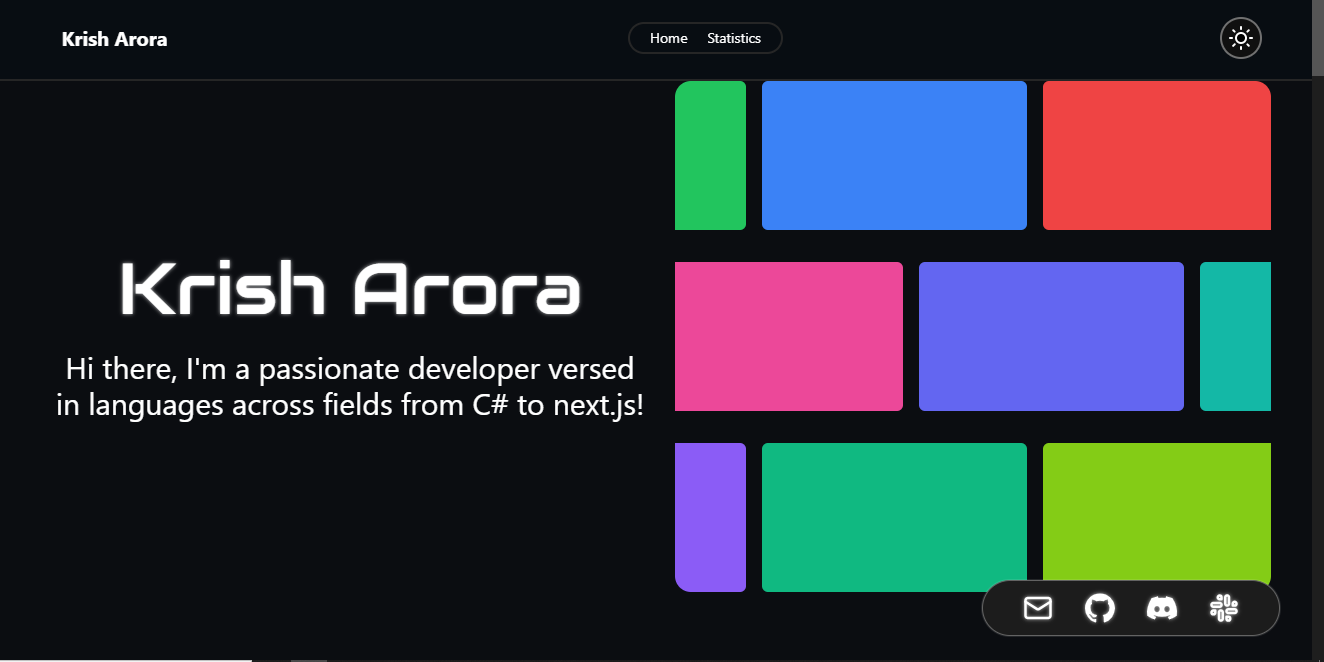 Krish Arora
Home
Statistics
Krish Arora
Hi there, I'm a passionate developer versed
in languages across fields from C# to next.js!